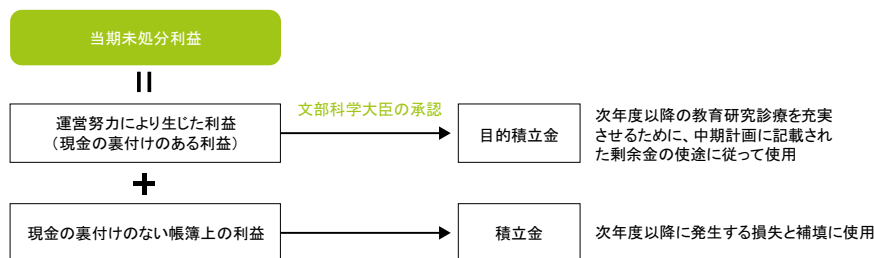 当期未処分利益
運営努力により生じた利益
(現金の裏付けのある利益)
文部科学大臣の承認
目的積立金
次年度以降の教育研究診療を充実
させるために、中期計画に記載され
た剰余金の使途に従って使用
現金の裏付けのない帳簿上の利益
積立金
次年度以降に発生する損失と補填に使用